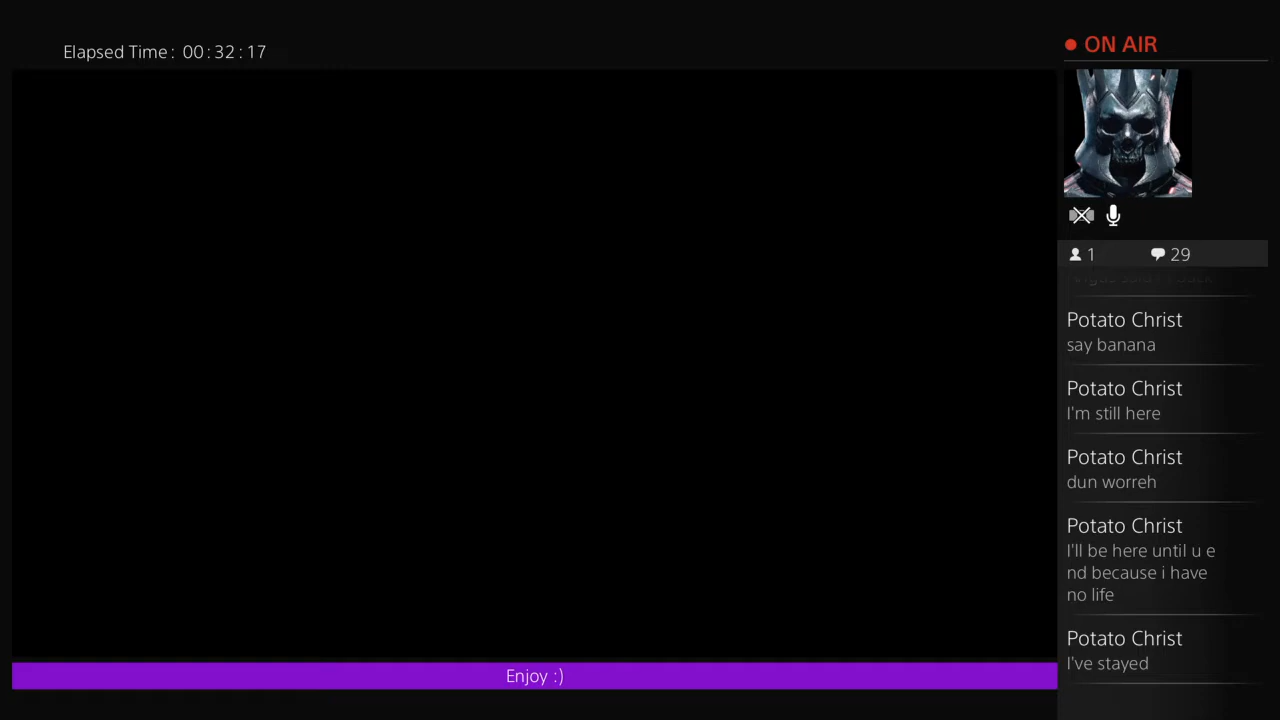 Elapsed Time: 00:32:17
ON AIR
1 29
Potato Christ
say banana
Potato Christ
I'm still here
Potato Christ
dun worreh
Potato Christ
I'll be here until u e
nd because i have
no life
Potato Christ
I've stayed
Enjoy :)